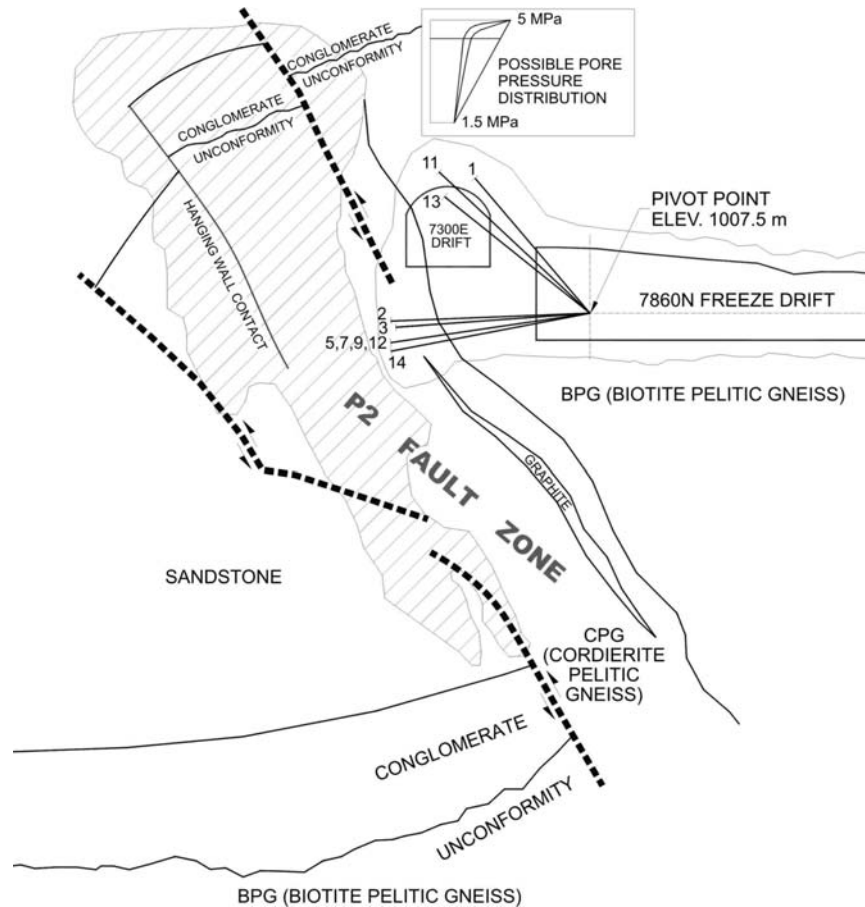 CONGLOMERATE
UNCONFORMITY
5 MPa
POSSIBLE PORE
PRESSURE
DISTRIBUTION
1.5 MPa
CONGLOMERATE
UNCONFORMITY
11
1
13
7300E
DRIFT
PIVOT POINT
ELEV. 1007.5 m
HANGING WALL CONTACT
7860N FREEZE DRIFT
2
3
5,7,9,12
14
BPG (BIOTITE PELITIC GNEISS)
P2 FAULT ZONE
GRAPHITE
SANDSTONE
CPG
(CORDIERITE
PELITIC
GNEISS)
CONGLOMERATE
UNCONFORMITY
BPG (BIOTITE PELITIC GNEISS)